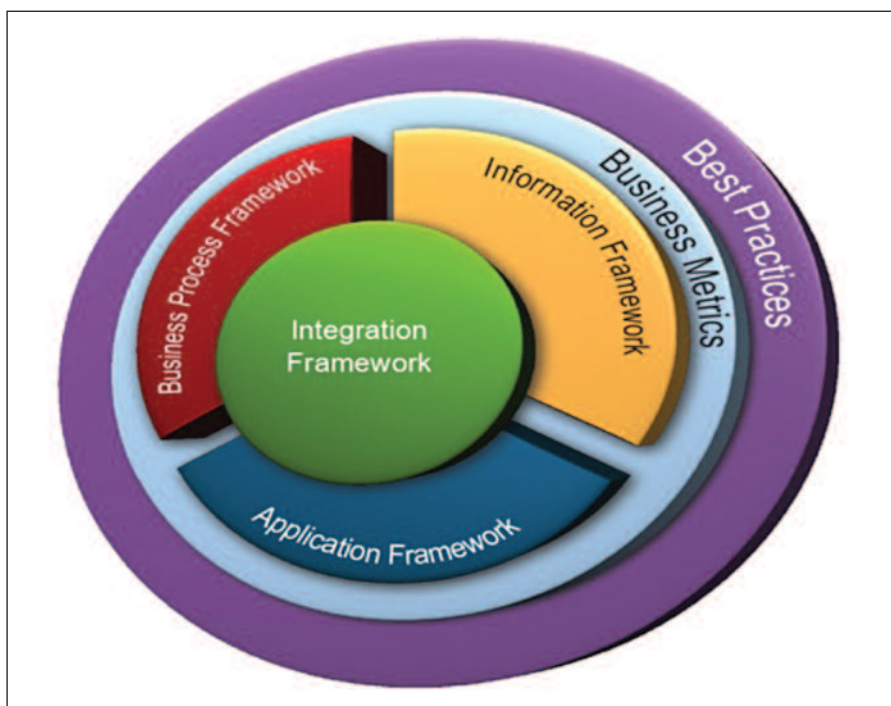 Best Practices
Business Metrics
Information Framework
Business Process Framework
Integration
Framework
Application Framework